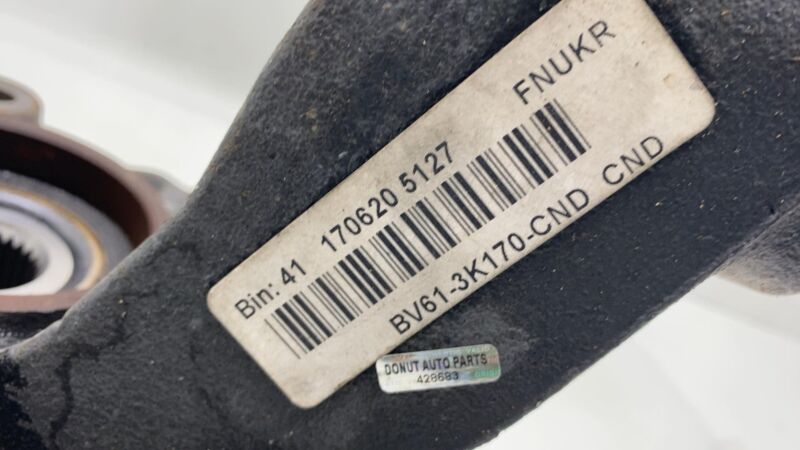 FNUKR
Bin: 41 170620 5127
BV61-3K170-CND CND
DONUT AUTO PARTS
428683